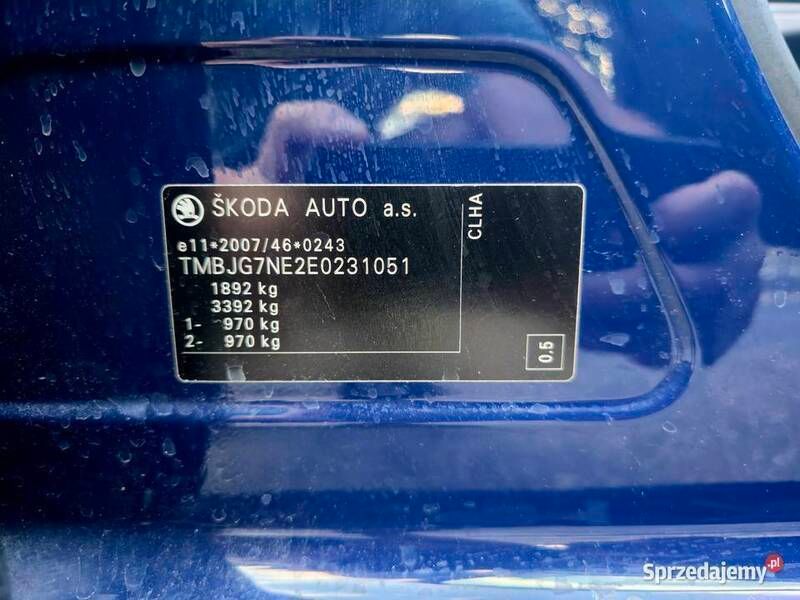 ŠKODA AUTO a.s.
CLHA
e11*2007/46*0243
TMBJG7NE2E0231051
1892 kg
3392 kg
1- 970 kg
2- 970 kg
0.5
Sprzedajemy.pl